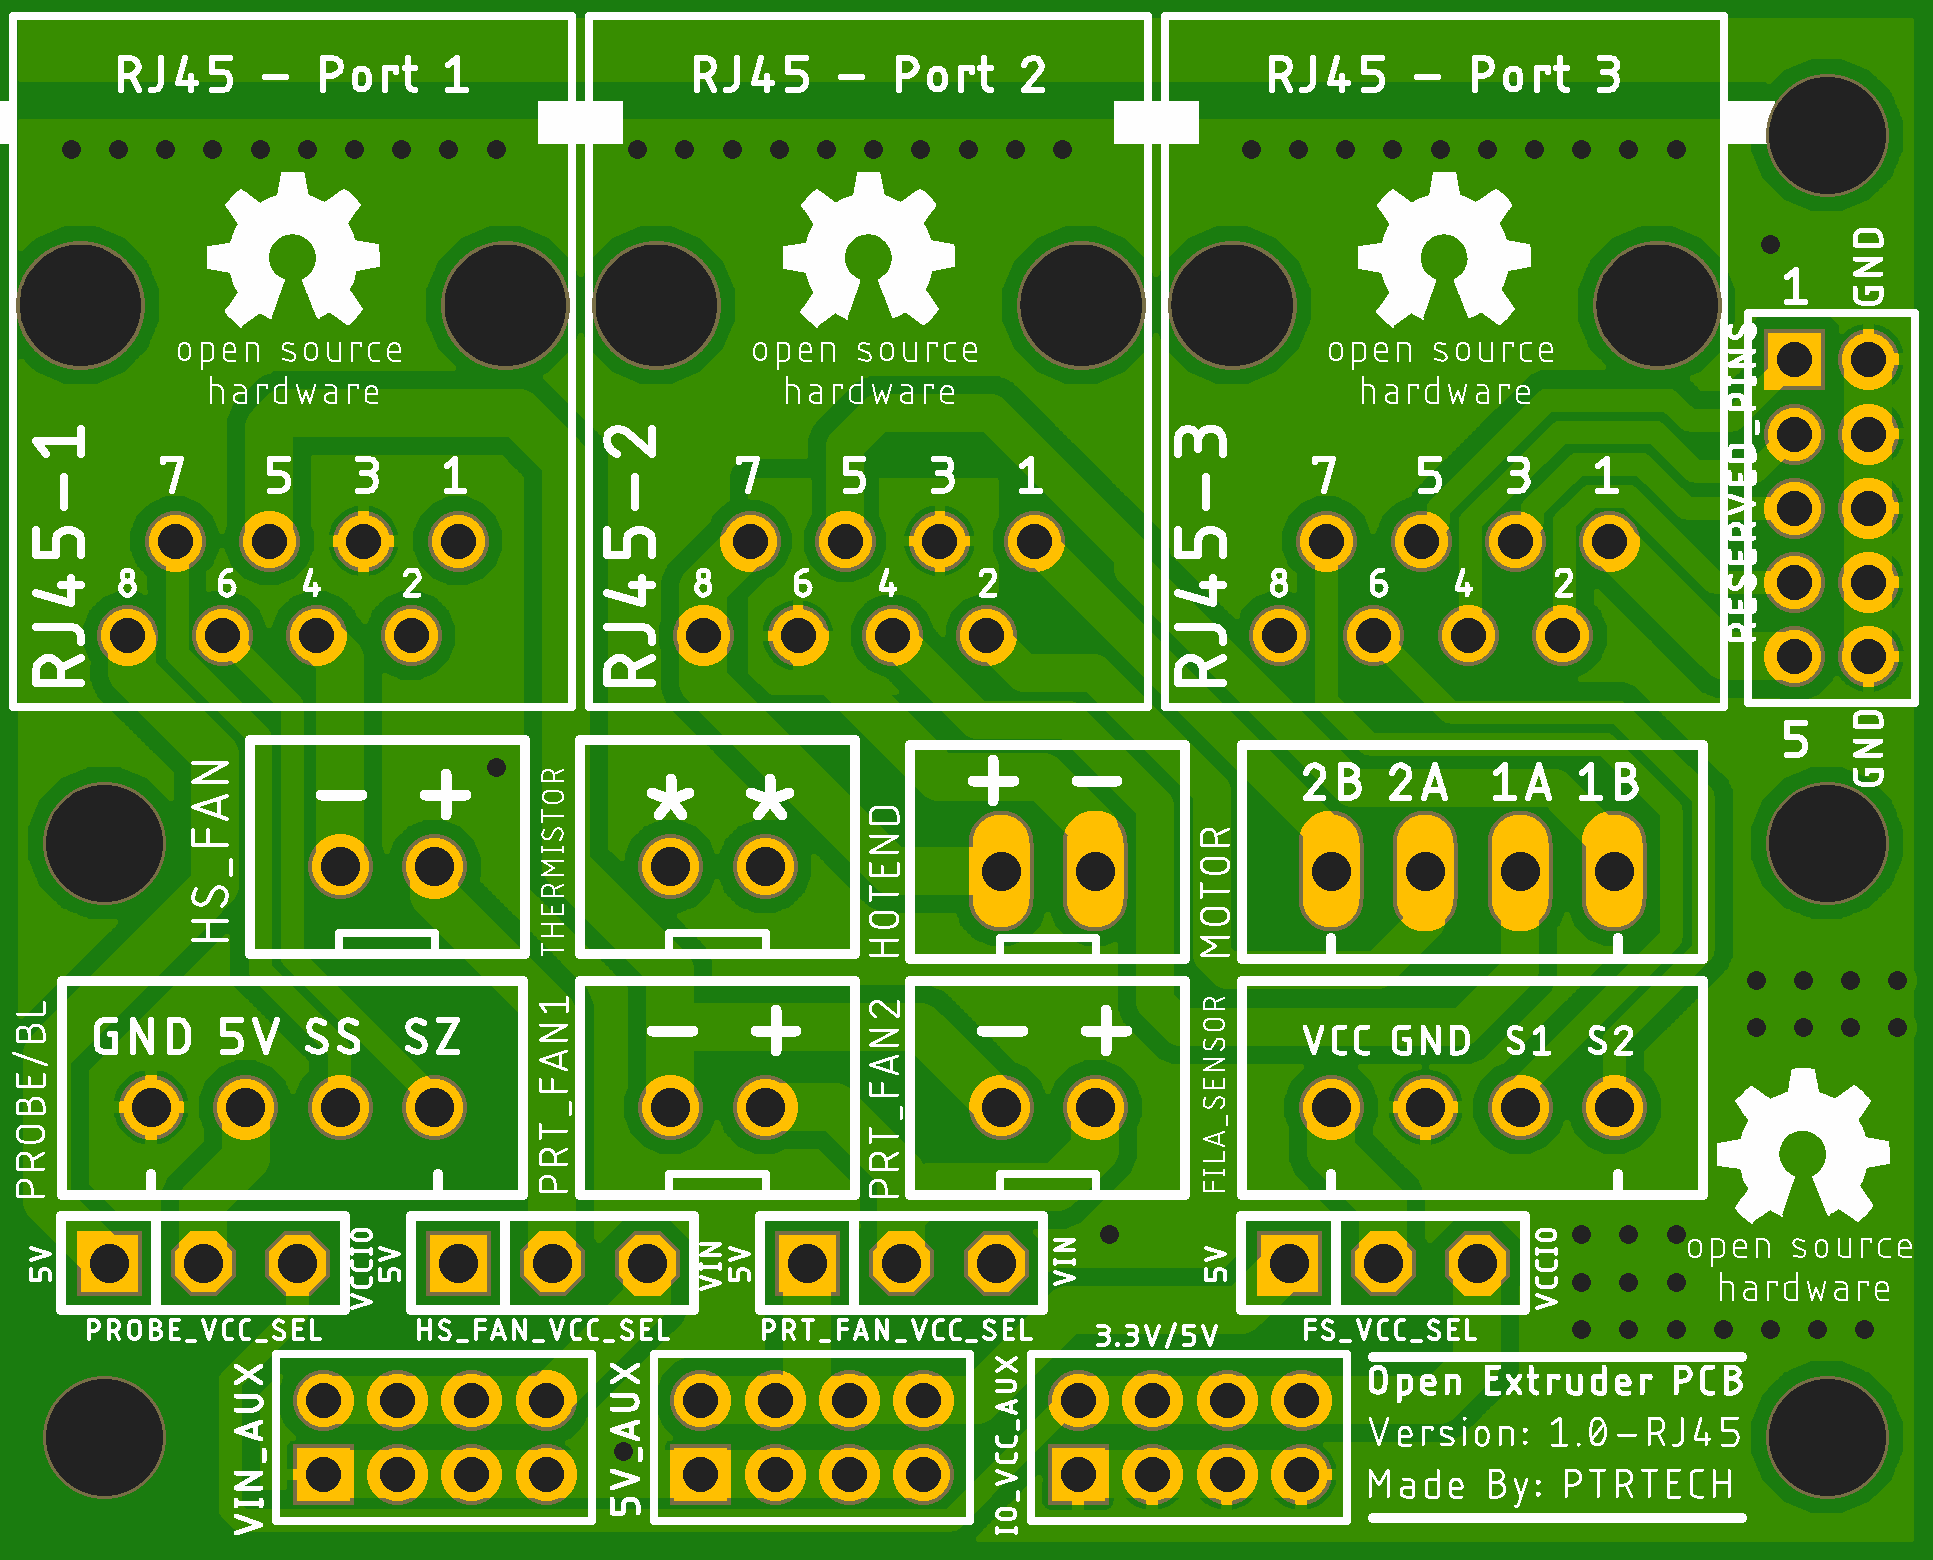 RJ45 - Port 1
RJ45 - Port 2
RJ45 - Port 3
open source
hardware
open source
hardware
open source
hardware
GND
1
RJ45-1
7 5 3 1
8 6 4 2
RJ45-2
7 5 3 1
8 6 4 2
RJ45-3
7 5 3 1
8 6 4 2
RESERVED_PINS
5
GND
HS_FAN
- +
THERMISTOR
* *
HOTEND
+ -
MOTOR
2B 2A 1A 1B
PROBE/BL
GND 5V SS SZ
PRT_FAN1
- +
PRT_FAN2
- +
FILA_SENSOR
VCC GND S1 S2
open source
hardware
5V
VCCIO
PROBE_VCC_SEL
5V
VIN
HS_FAN_VCC_SEL
5V
VIN
PRT_FAN_VCC_SEL
5V
VCCIO
FS_VCC_SEL
VIN_AUX
5V_AUX
IO_VCC_AUX
3.3V/5V
Open Extruder PCB
Version: 1.0-RJ45
Made By: PTRTECH